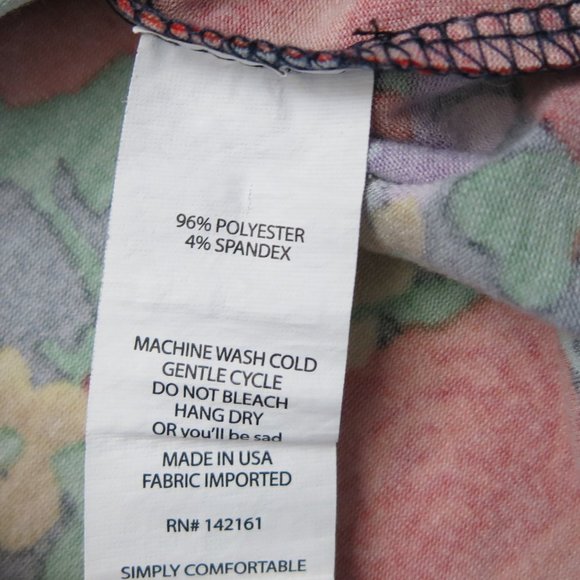 96% POLYESTER
4% SPANDEX
MACHINE WASH COLD
GENTLE CYCLE
DO NOT BLEACH
HANG DRY
OR you'll be sad
MADE IN USA
FABRIC IMPORTED
RN# 142161
SIMPLY COMFORTABLE